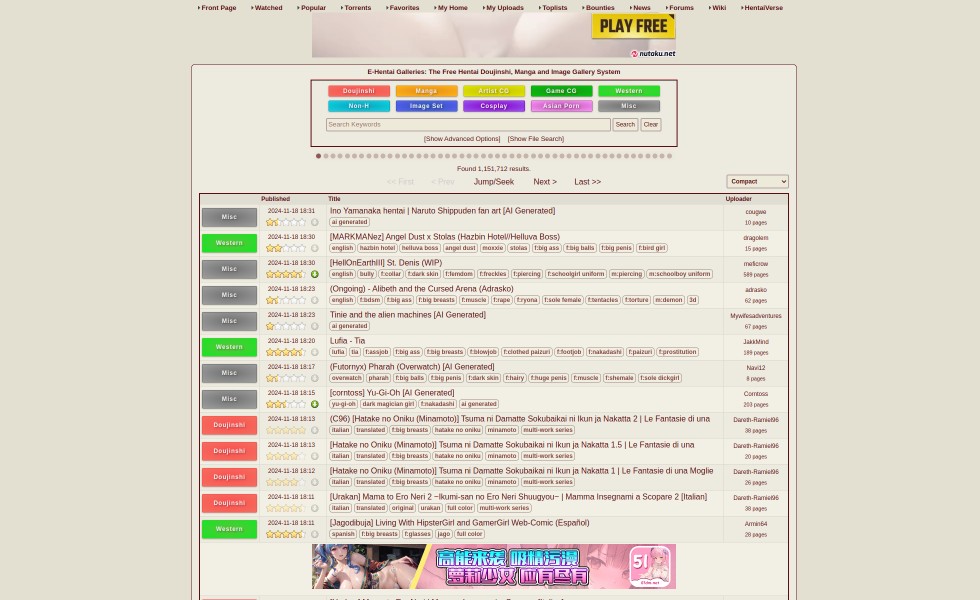 Front Page Watched Popular Torrents Favorites My Home My Uploads Toplists Bounties News Forums Wiki HentaiVerse
PLAY FREE
nutaku.net
E-Hentai Galleries: The Free Hentai Doujinshi, Manga and Image Gallery System
Doujinshi Manga Artist CG Game CG Western
Non-H Image Set Cosplay Asian Porn Misc
Search Keywords Search Clear
[Show Advanced Options] [Show File Search]
Found 1,151,712 results.
<< First < Prev Jump/Seek Next > Last >> Compact
Published Title Uploader
Misc 2024-11-18 18:31 Ino Yamanaka hentai | Naruto Shippuden fan art [AI Generated] cougwe
ai generated 10 pages
Western 2024-11-18 18:30 [MARKMANez] Angel Dust x Stolas (Hazbin Hotel//Helluva Boss) dragolem
english hazbin hotel helluva boss angel dust moxxie stolas f:big ass f:big balls f:big penis f:bird girl 15 pages
Misc 2024-11-18 18:30 [HellOnEarthIII] St. Denis (WIP) meficrow
english bully f:collar f:dark skin f:femdom f:freckles f:piercing f:schoolgirl uniform m:piercing m:schoolboy uniform 589 pages
Misc 2024-11-18 18:23 (Ongoing) - Alibeth and the Cursed Arena (Adrasko) adrasko
english f:bdsm f:big ass f:big breasts f:muscle f:rape f:ryona f:sole female f:tentacles f:torture m:demon 3d 62 pages
Misc 2024-11-18 18:23 Tinie and the alien machines [AI Generated] Mywifesadventures
ai generated 67 pages
Western 2024-11-18 18:20 Lufia - Tia JakkMind
lufia tia f:assjob f:big ass f:big breasts f:blowjob f:clothed paizuri f:footjob f:nakadashi f:paizuri f:prostitution 189 pages
Misc 2024-11-18 18:17 (Futornyx) Pharah (Overwatch) [AI Generated] Navi12
overwatch pharah f:big balls f:big penis f:dark skin f:hairy f:huge penis f:muscle f:shemale f:sole dickgirl 8 pages
Misc 2024-11-18 18:15 [corntoss] Yu-Gi-Oh [AI Generated] Corntoss
yu-gi-oh dark magician girl f:nakadashi ai generated 203 pages
Doujinshi 2024-11-18 18:13 (C96) [Hatake no Oniku (Minamoto)] Tsuma ni Damatte Sokubaikai ni Ikun ja Nakatta 2 | Le Fantasie di una Dareth-Ramiel96
italian translated f:big breasts hatake no oniku minamoto multi-work series 38 pages
Doujinshi 2024-11-18 18:13 [Hatake no Oniku (Minamoto)] Tsuma ni Damatte Sokubaikai ni Ikun ja Nakatta 1.5 | Le Fantasie di una Dareth-Ramiel96
italian translated f:big breasts hatake no oniku minamoto multi-work series 20 pages
Doujinshi 2024-11-18 18:12 [Hatake no Oniku (Minamoto)] Tsuma ni Damatte Sokubaikai ni Ikun ja Nakatta 1 | Le Fantasie di una Moglie Dareth-Ramiel96
italian translated f:big breasts hatake no oniku minamoto multi-work series 26 pages
Doujinshi 2024-11-18 18:11 [Urakan] Mama to Ero Neri 2 ~Ikumi-san no Ero Neri Shuugyou~ | Mamma Insegnami a Scopare 2 [Italian] Dareth-Ramiel96
italian translated original urakan full color multi-work series 38 pages
Western 2024-11-18 18:11 [Jagodibuja] Living With HipsterGirl and GamerGirl Web-Comic (Español) Armin64
spanish f:big breasts f:glasses jago full color 28 pages
高能来袭 吸精污漫
萝莉少女 应有尽有
51